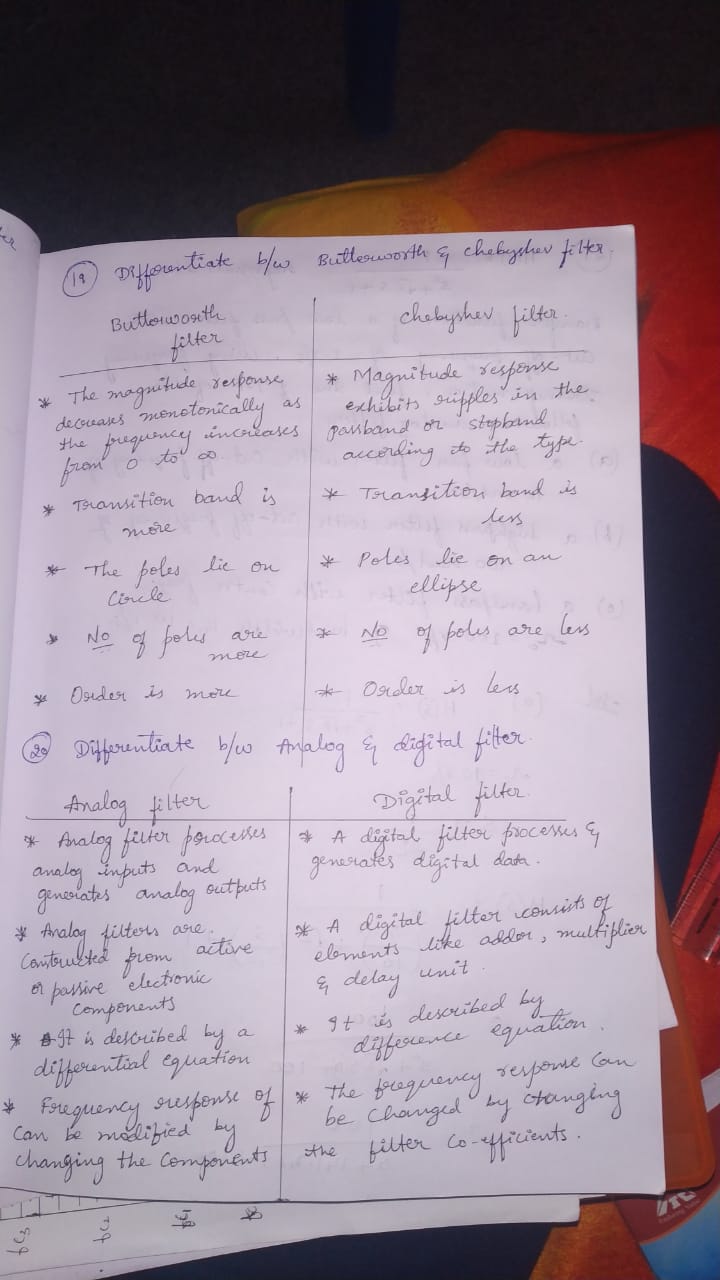 19 Differentiate b/w Butterworth & chebyshev filter.
Butterworth
filter
* The magnitude response
decreases monotonically as
the frequency increases
from 0 to ∞
* Transition band is
more
* The poles lie on
Circle
* No of poles are
more
* Order is more
chebyshev filter.
* Magnitude response
exhibits ripples in the
passband or stopband
according to the type.
* Transition band is
less
* Poles lie on an
ellipse
* No of poles are less
* Order is less
20 Differentiate b/w Analog & digital filter.
Analog filter
* Analog filter processes
analog inputs and
generates analog outputs
* Analog filters are.
Constructed from active
or passive electronic
Components
* It is described by a
differential equation
* Frequency response of
Can be modified by
changing the Components
Digital filter.
* A digital filter processes &
generates digital data.
* A digital filter consists of
elements like adder, multiplier
& delay unit.
* It is described by
difference equation.
* the frequency response Can
be changed by changing
the filter Co-efficients.